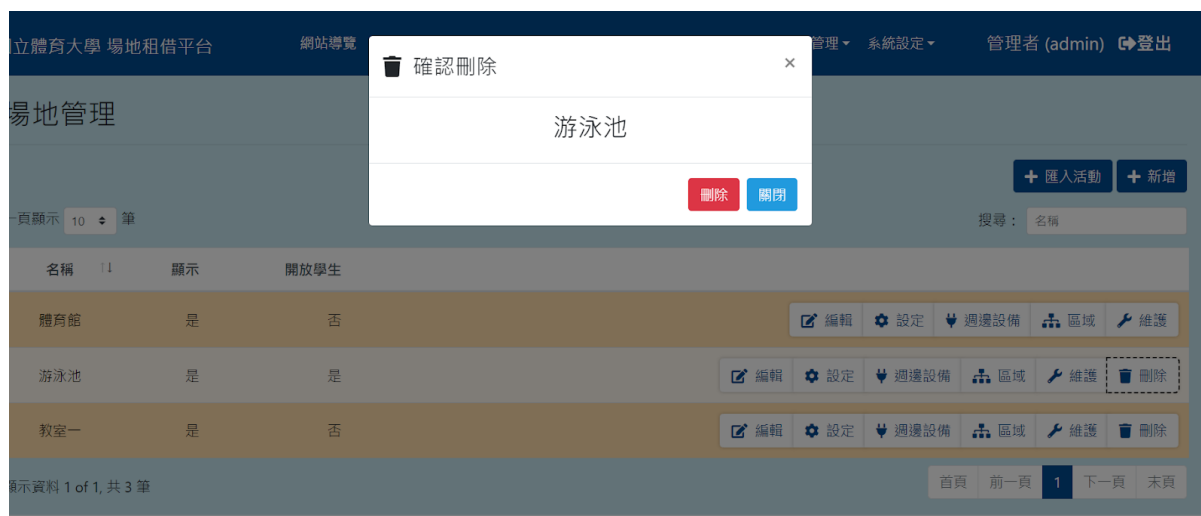 立體育大學 場地租借平台 網站導覽 管理 系統設定 管理者 (admin) 登出
確認刪除 ×
場地管理
游泳池
匯入活動 新增
刪除 關閉
一頁顯示 10 筆 搜尋： 名稱
名稱 顯示 開放學生
體育館 是 否 編輯 設定 週邊設備 區域 維護
游泳池 是 是 編輯 設定 週邊設備 區域 維護 刪除
教室一 是 否 編輯 設定 週邊設備 區域 維護 刪除
顯示資料 1 of 1, 共 3 筆 首頁 前一頁 1 下一頁 末頁